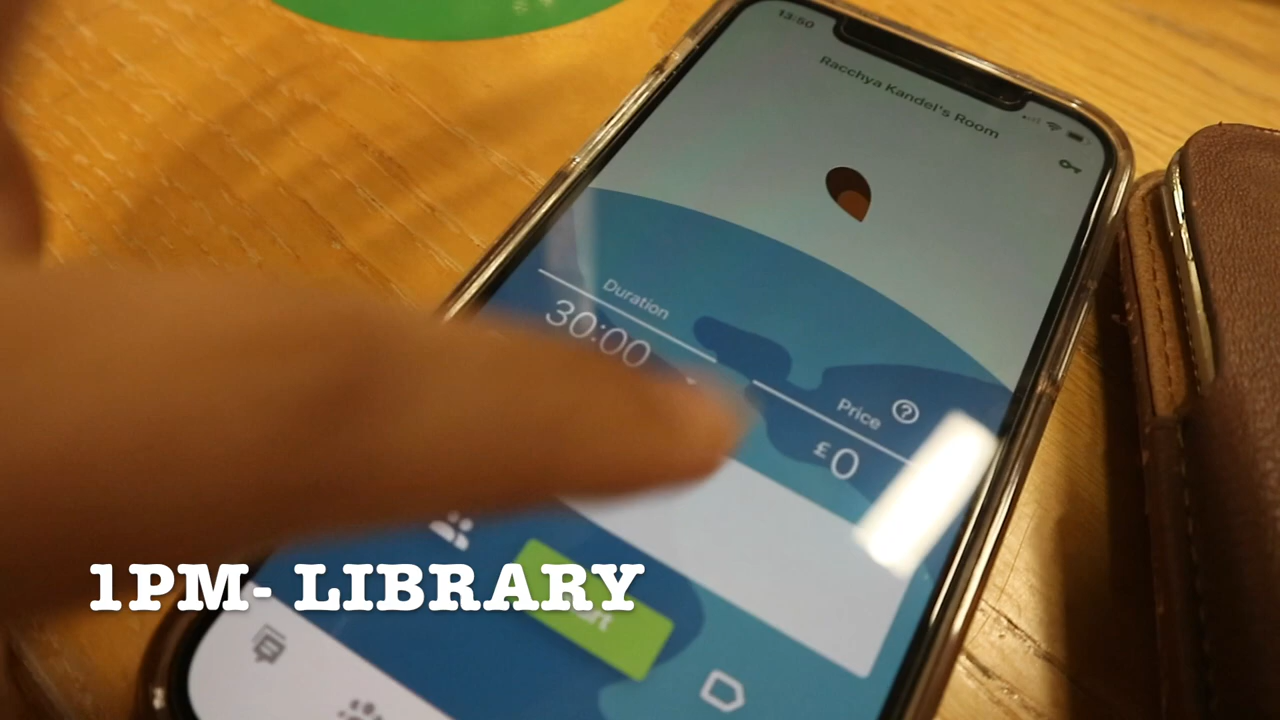 13:50
Racchya Kandel's Room
Duration
30:00
Price
£0
1PM- LIBRARY